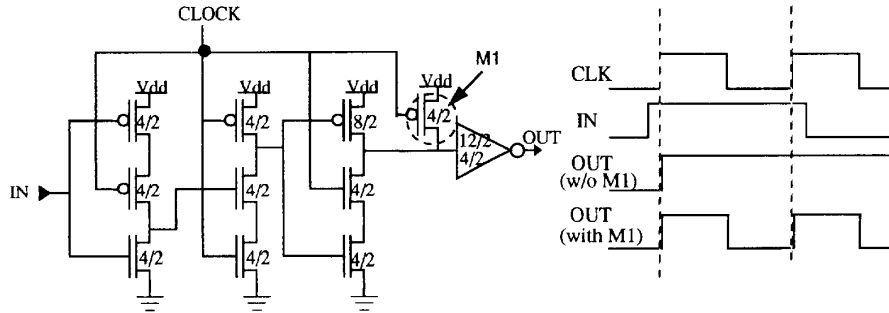 CLOCK
M1
Vdd
Vdd
Vdd
Vdd
4/2
4/2
8/2
4/2
12/2
4/2
OUT
IN
4/2
4/2
4/2
4/2
4/2
4/2
CLK
IN
OUT
(w/o M1)
OUT
(with M1)